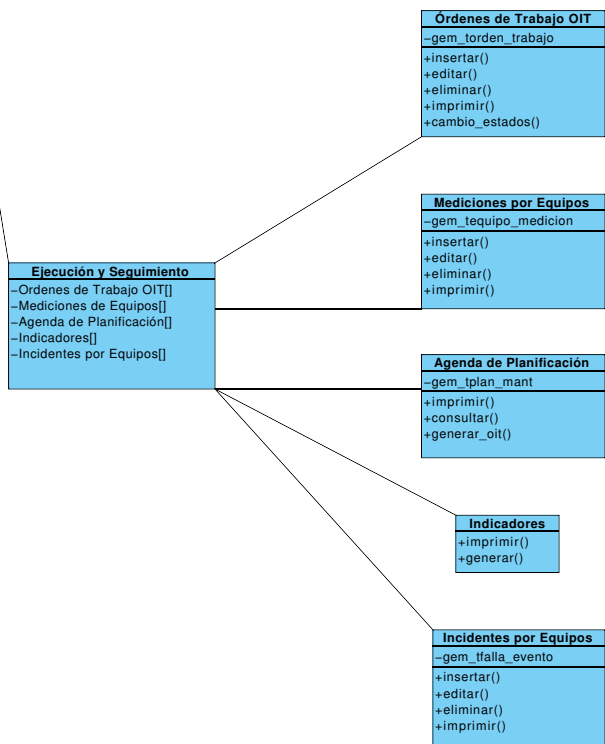 Órdenes de Trabajo OIT
−gem_torden_trabajo
+insertar()
+editar()
+eliminar()
+imprimir()
+cambio_estados()
Mediciones por Equipos
−gem_tequipo_medicion
+insertar()
+editar()
+eliminar()
+imprimir()
Ejecución y Seguimiento
−Ordenes de Trabajo OIT[]
−Mediciones de Equipos[]
−Agenda de Planificación[]
−Indicadores[]
−Incidentes por Equipos[]
Agenda de Planificación
−gem_tplan_mant
+imprimir()
+consultar()
+generar_oit()
Indicadores
+imprimir()
+generar()
Incidentes por Equipos
−gem_tfalla_evento
+insertar()
+editar()
+eliminar()
+imprimir()